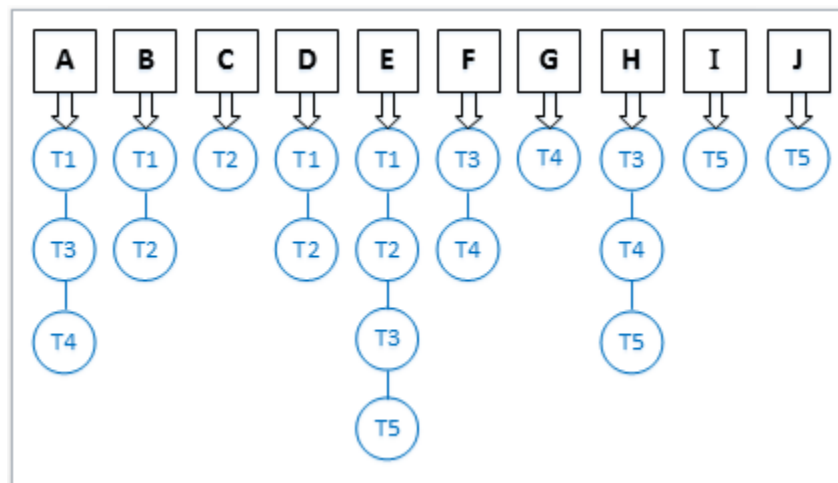 A B C D E F G H I J
T1 T1 T2 T1 T1 T3 T4 T3 T5 T5
T3 T2 T2 T2 T4 T4
T4 T3 T5
T5